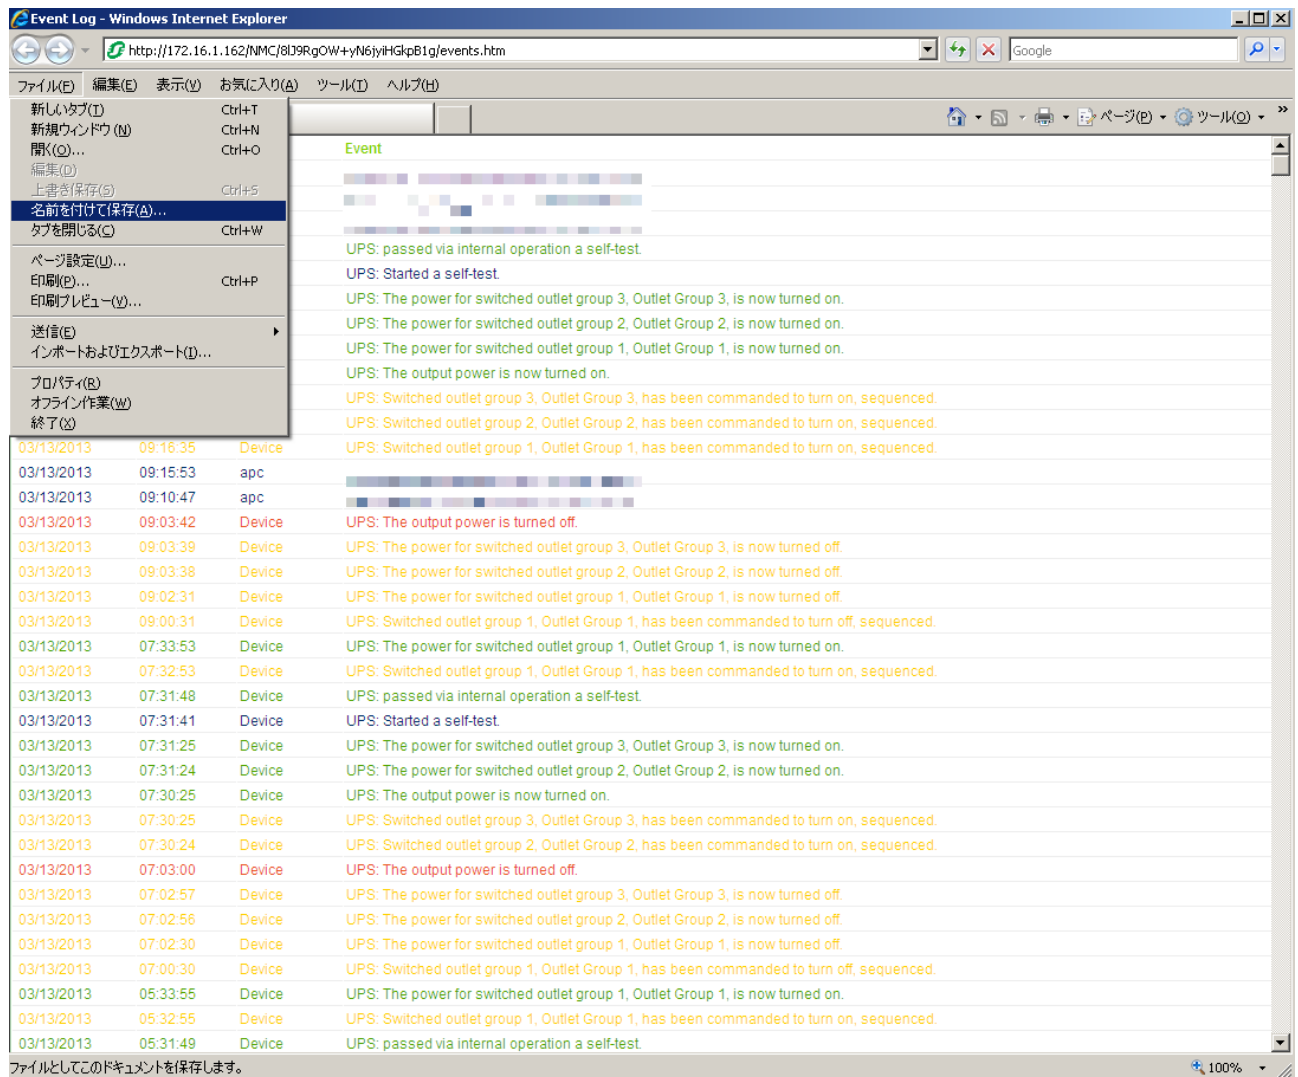 Event Log - Windows Internet Explorer
http://172.16.1.162/NMC/8lJ9RgOW+yN6jyiHGkpB1g/events.htm
Google
ファイル(F) 編集(E) 表示(V) お気に入り(A) ツール(T) ヘルプ(H)
新しいタブ(T) Ctrl+T
新規ウィンドウ(N) Ctrl+N
開く(O)... Ctrl+O
編集(D)
上書き保存(S) Ctrl+S
名前を付けて保存(A)...
タブを閉じる(C) Ctrl+W
ページ設定(U)...
印刷(P)... Ctrl+P
印刷プレビュー(V)...
送信(E)
インポートおよびエクスポート(I)...
プロパティ(R)
オフライン作業(W)
終了(X)
ページ(P) ツール(O) »
Event
UPS: passed via internal operation a self-test.
UPS: Started a self-test.
UPS: The power for switched outlet group 3, Outlet Group 3, is now turned on.
UPS: The power for switched outlet group 2, Outlet Group 2, is now turned on.
UPS: The power for switched outlet group 1, Outlet Group 1, is now turned on.
UPS: The output power is now turned on.
UPS: Switched outlet group 3, Outlet Group 3, has been commanded to turn on, sequenced.
UPS: Switched outlet group 2, Outlet Group 2, has been commanded to turn on, sequenced.
03/13/2013 09:16:35 Device UPS: Switched outlet group 1, Outlet Group 1, has been commanded to turn on, sequenced.
03/13/2013 09:15:53 apc
03/13/2013 09:10:47 apc
03/13/2013 09:03:42 Device UPS: The output power is turned off.
03/13/2013 09:03:39 Device UPS: The power for switched outlet group 3, Outlet Group 3, is now turned off.
03/13/2013 09:03:38 Device UPS: The power for switched outlet group 2, Outlet Group 2, is now turned off.
03/13/2013 09:02:31 Device UPS: The power for switched outlet group 1, Outlet Group 1, is now turned off.
03/13/2013 09:00:31 Device UPS: Switched outlet group 1, Outlet Group 1, has been commanded to turn off, sequenced.
03/13/2013 07:33:53 Device UPS: The power for switched outlet group 1, Outlet Group 1, is now turned on.
03/13/2013 07:32:53 Device UPS: Switched outlet group 1, Outlet Group 1, has been commanded to turn on, sequenced.
03/13/2013 07:31:48 Device UPS: passed via internal operation a self-test.
03/13/2013 07:31:41 Device UPS: Started a self-test.
03/13/2013 07:31:25 Device UPS: The power for switched outlet group 3, Outlet Group 3, is now turned on.
03/13/2013 07:31:24 Device UPS: The power for switched outlet group 2, Outlet Group 2, is now turned on.
03/13/2013 07:30:25 Device UPS: The output power is now turned on.
03/13/2013 07:30:25 Device UPS: Switched outlet group 3, Outlet Group 3, has been commanded to turn on, sequenced.
03/13/2013 07:30:24 Device UPS: Switched outlet group 2, Outlet Group 2, has been commanded to turn on, sequenced.
03/13/2013 07:03:00 Device UPS: The output power is turned off.
03/13/2013 07:02:57 Device UPS: The power for switched outlet group 3, Outlet Group 3, is now turned off.
03/13/2013 07:02:56 Device UPS: The power for switched outlet group 2, Outlet Group 2, is now turned off.
03/13/2013 07:02:30 Device UPS: The power for switched outlet group 1, Outlet Group 1, is now turned off.
03/13/2013 07:00:30 Device UPS: Switched outlet group 1, Outlet Group 1, has been commanded to turn off, sequenced.
03/13/2013 05:33:55 Device UPS: The power for switched outlet group 1, Outlet Group 1, is now turned on.
03/13/2013 05:32:55 Device UPS: Switched outlet group 1, Outlet Group 1, has been commanded to turn on, sequenced.
03/13/2013 05:31:49 Device UPS: passed via internal operation a self-test.
ファイルとしてこのドキュメントを保存します。 100%